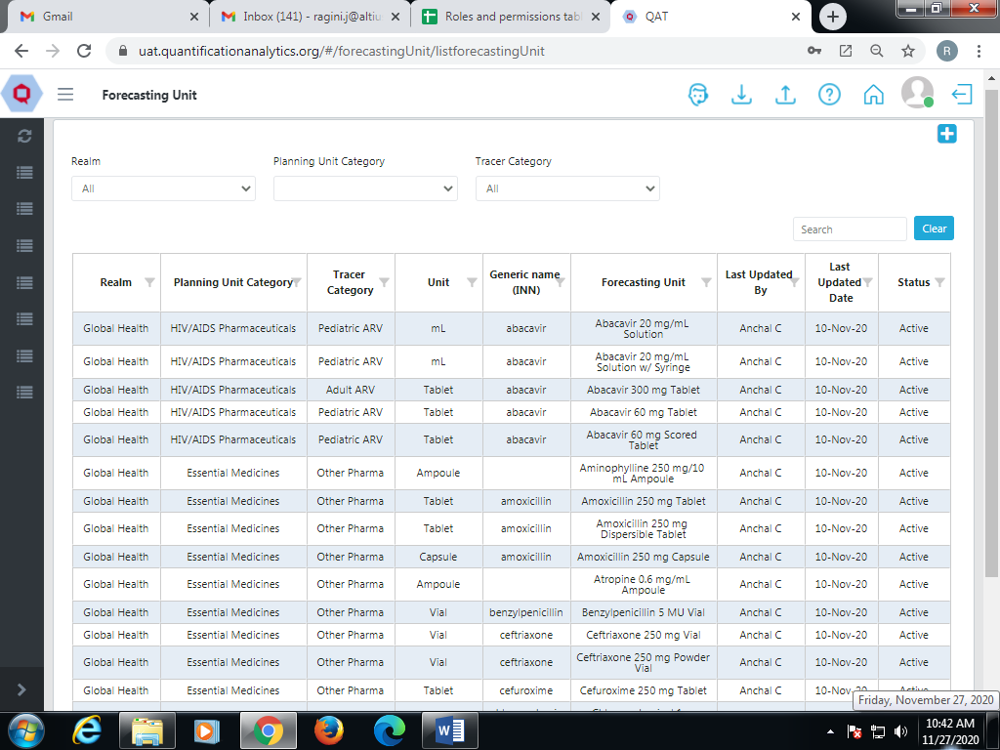 Gmail
Inbox (141) - ragini.j@altiu
Roles and permissions tab
QAT
uat.quantificationanalytics.org/#/forecastingUnit/listforecastingUnit
R
Forecasting Unit
Realm
Planning Unit Category
Tracer Category
All
All
Search
Clear
Realm Planning Unit Category Tracer Category Unit Generic name (INN) Forecasting Unit Last Updated By Last Updated Date Status
Global Health HIV/AIDS Pharmaceuticals Pediatric ARV mL abacavir Abacavir 20 mg/mL Solution Anchal C 10-Nov-20 Active
Global Health HIV/AIDS Pharmaceuticals Pediatric ARV mL abacavir Abacavir 20 mg/mL Solution w/ Syringe Anchal C 10-Nov-20 Active
Global Health HIV/AIDS Pharmaceuticals Adult ARV Tablet abacavir Abacavir 300 mg Tablet Anchal C 10-Nov-20 Active
Global Health HIV/AIDS Pharmaceuticals Pediatric ARV Tablet abacavir Abacavir 60 mg Tablet Anchal C 10-Nov-20 Active
Global Health HIV/AIDS Pharmaceuticals Pediatric ARV Tablet abacavir Abacavir 60 mg Scored Tablet Anchal C 10-Nov-20 Active
Global Health Essential Medicines Other Pharma Ampoule Aminophylline 250 mg/10 mL Ampoule Anchal C 10-Nov-20 Active
Global Health Essential Medicines Other Pharma Tablet amoxicillin Amoxicillin 250 mg Tablet Anchal C 10-Nov-20 Active
Global Health Essential Medicines Other Pharma Tablet amoxicillin Amoxicillin 250 mg Dispersible Tablet Anchal C 10-Nov-20 Active
Global Health Essential Medicines Other Pharma Capsule amoxicillin Amoxicillin 250 mg Capsule Anchal C 10-Nov-20 Active
Global Health Essential Medicines Other Pharma Ampoule Atropine 0.6 mg/mL Ampoule Anchal C 10-Nov-20 Active
Global Health Essential Medicines Other Pharma Vial benzylpenicillin Benzylpenicillin 5 MU Vial Anchal C 10-Nov-20 Active
Global Health Essential Medicines Other Pharma Vial ceftriaxone Ceftriaxone 250 mg Vial Anchal C 10-Nov-20 Active
Global Health Essential Medicines Other Pharma Vial ceftriaxone Ceftriaxone 250 mg Powder Vial Anchal C 10-Nov-20 Active
Global Health Essential Medicines Other Pharma Tablet cefuroxime Cefuroxime 250 mg Tablet Anchal C 10-Nov-20 Active
Friday, November 27, 2020
10:42 AM
11/27/2020